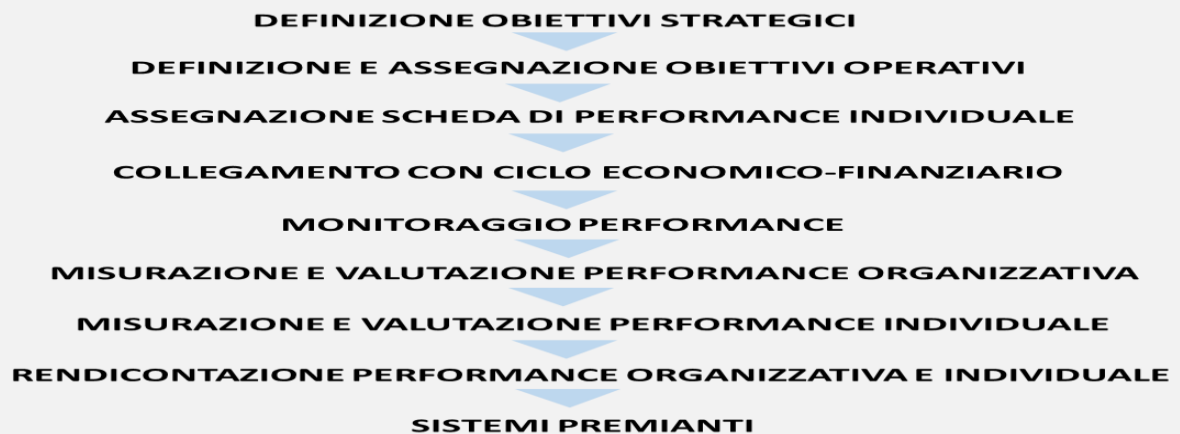 DEFINIZIONE OBIETTIVI STRATEGICI
DEFINIZIONE E ASSEGNAZIONE OBIETTIVI OPERATIVI
ASSEGNAZIONE SCHEDA DI PERFORMANCE INDIVIDUALE
COLLEGAMENTO CON CICLO ECONOMICO-FINANZIARIO
MONITORAGGIO PERFORMANCE
MISURAZIONE E VALUTAZIONE PERFORMANCE ORGANIZZATIVA
MISURAZIONE E VALUTAZIONE PERFORMANCE INDIVIDUALE
RENDICONTAZIONE PERFORMANCE ORGANIZZATIVA E INDIVIDUALE
SISTEMI PREMIANTI